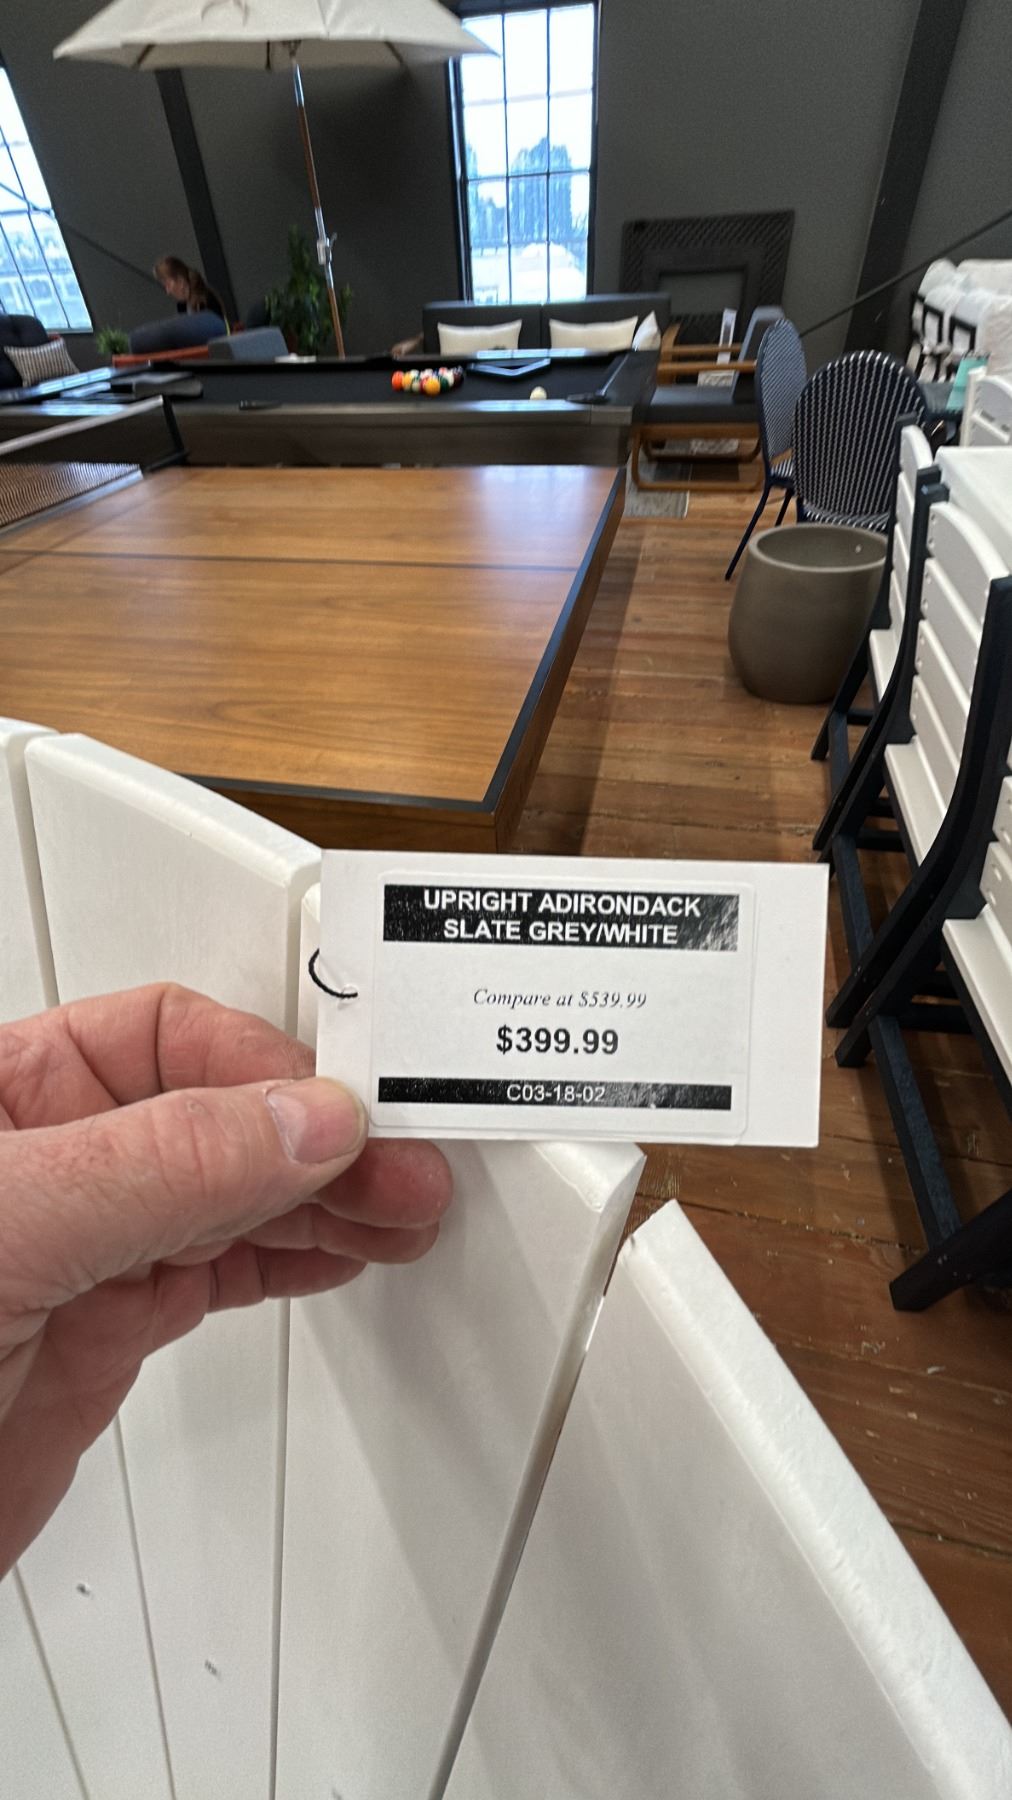 UPRIGHT ADIRONDACK
SLATE GREY/WHITE
Compare at $539.99
$399.99
C03-18-02